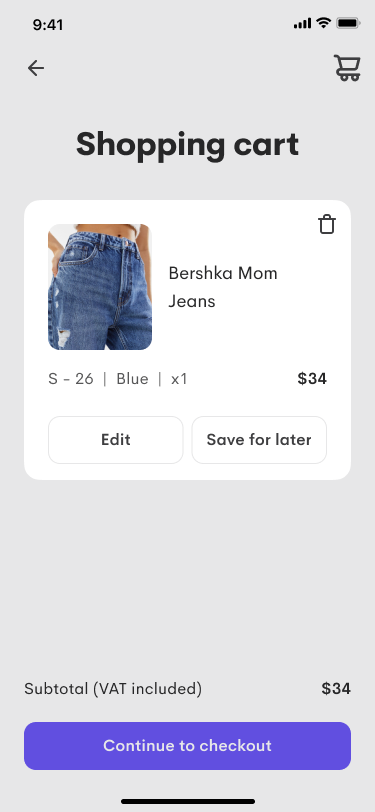 9:41
Shopping cart
Bershka Mom
Jeans
S - 26 | Blue | x1
$34
Edit
Save for later
Subtotal (VAT included)
$34
Continue to checkout